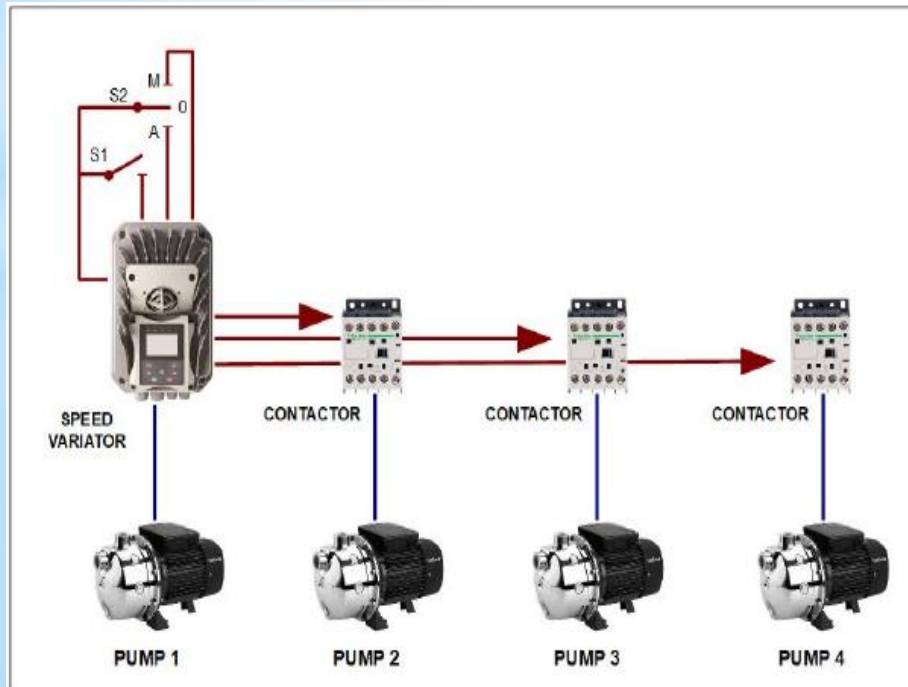 M
S2
0
A
S1
SPEED
VARIATOR
CONTACTOR
CONTACTOR
CONTACTOR
PUMP 1
PUMP 2
PUMP 3
PUMP 4